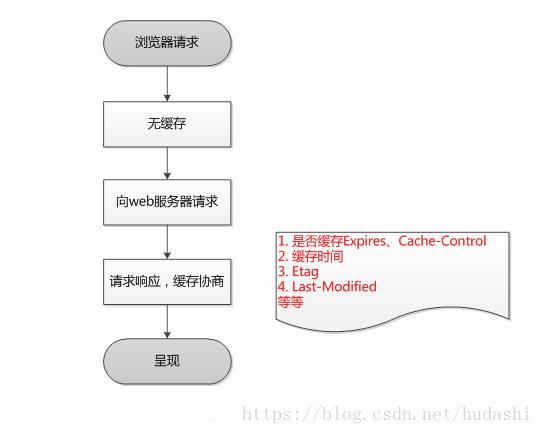 浏览器请求
无缓存
向web服务器请求
请求响应，缓存协商
呈现
1. 是否缓存Expires、Cache-Control
2. 缓存时间
3. Etag
4. Last-Modified
等等
https://blog.csdn.net/hudashi